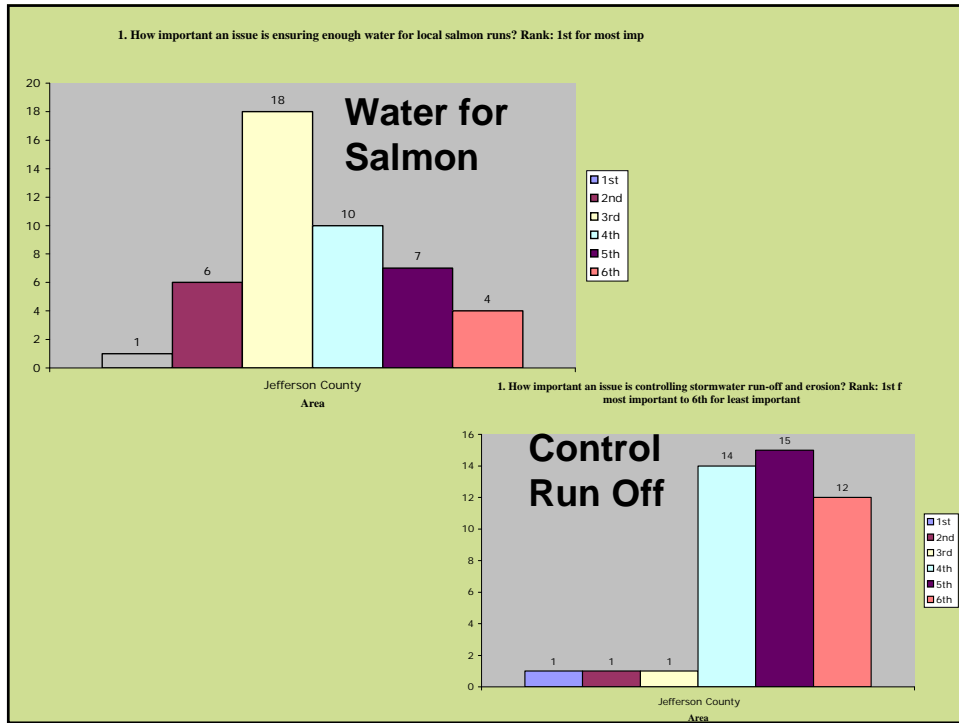 1. How important an issue is ensuring enough water for local salmon runs? Rank: 1st for most imp
20
18
16
14
12
10
8
6
4
2
0
1
6
18
10
7
4
Water for
Salmon
1st
2nd
3rd
4th
5th
6th
Jefferson County
Area
1. How important an issue is controlling stormwater run-off and erosion? Rank: 1st f
most important to 6th for least important
16
14
12
10
8
6
4
2
0
1
1
1
14
15
12
Control
Run Off
1st
2nd
3rd
4th
5th
6th
Jefferson County
Area